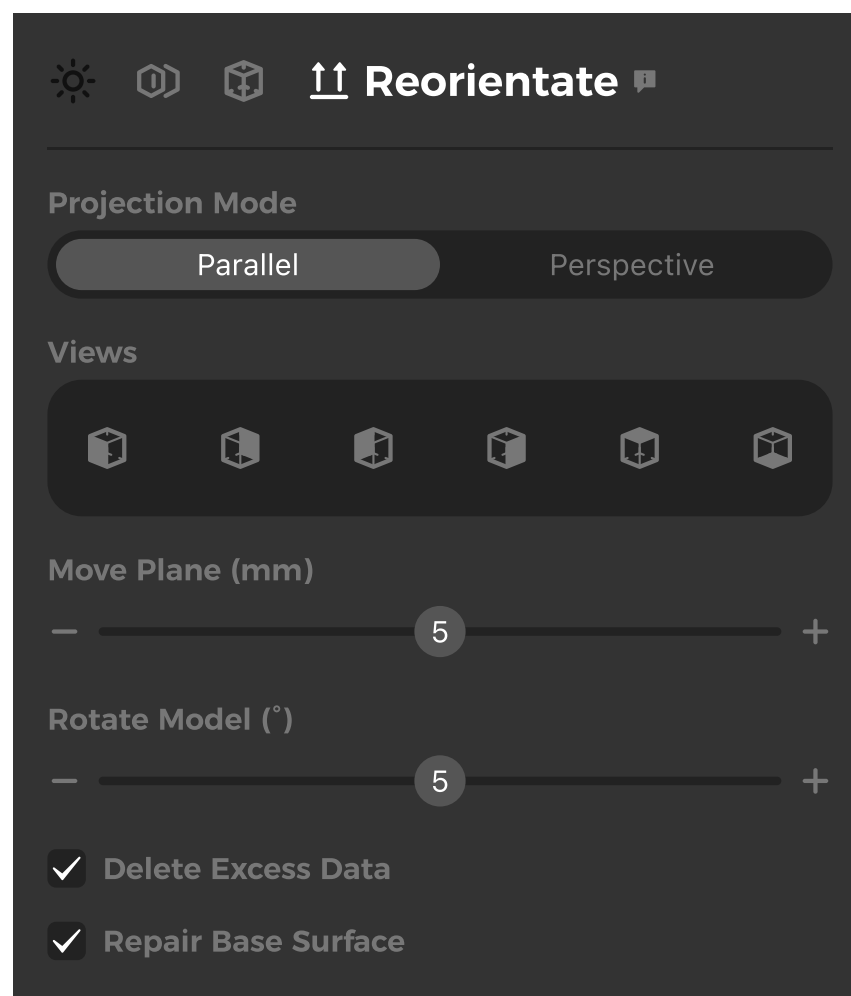 Reorientate
Projection Mode
Parallel Perspective
Views
Move Plane (mm)
5
Rotate Model (°)
5
Delete Excess Data
Repair Base Surface